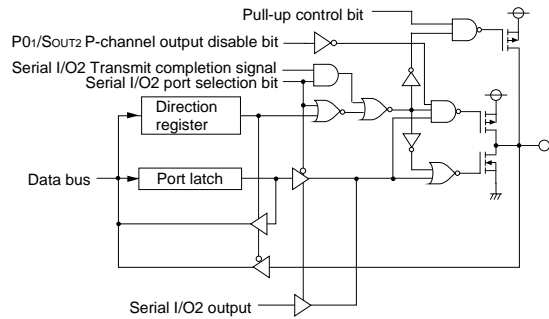 Pull-up control bit
P01/SOUT2 P-channel output disable bit
Serial I/O2 Transmit completion signal
Serial I/O2 port selection bit
Direction
register
Data bus
Port latch
Serial I/O2 output